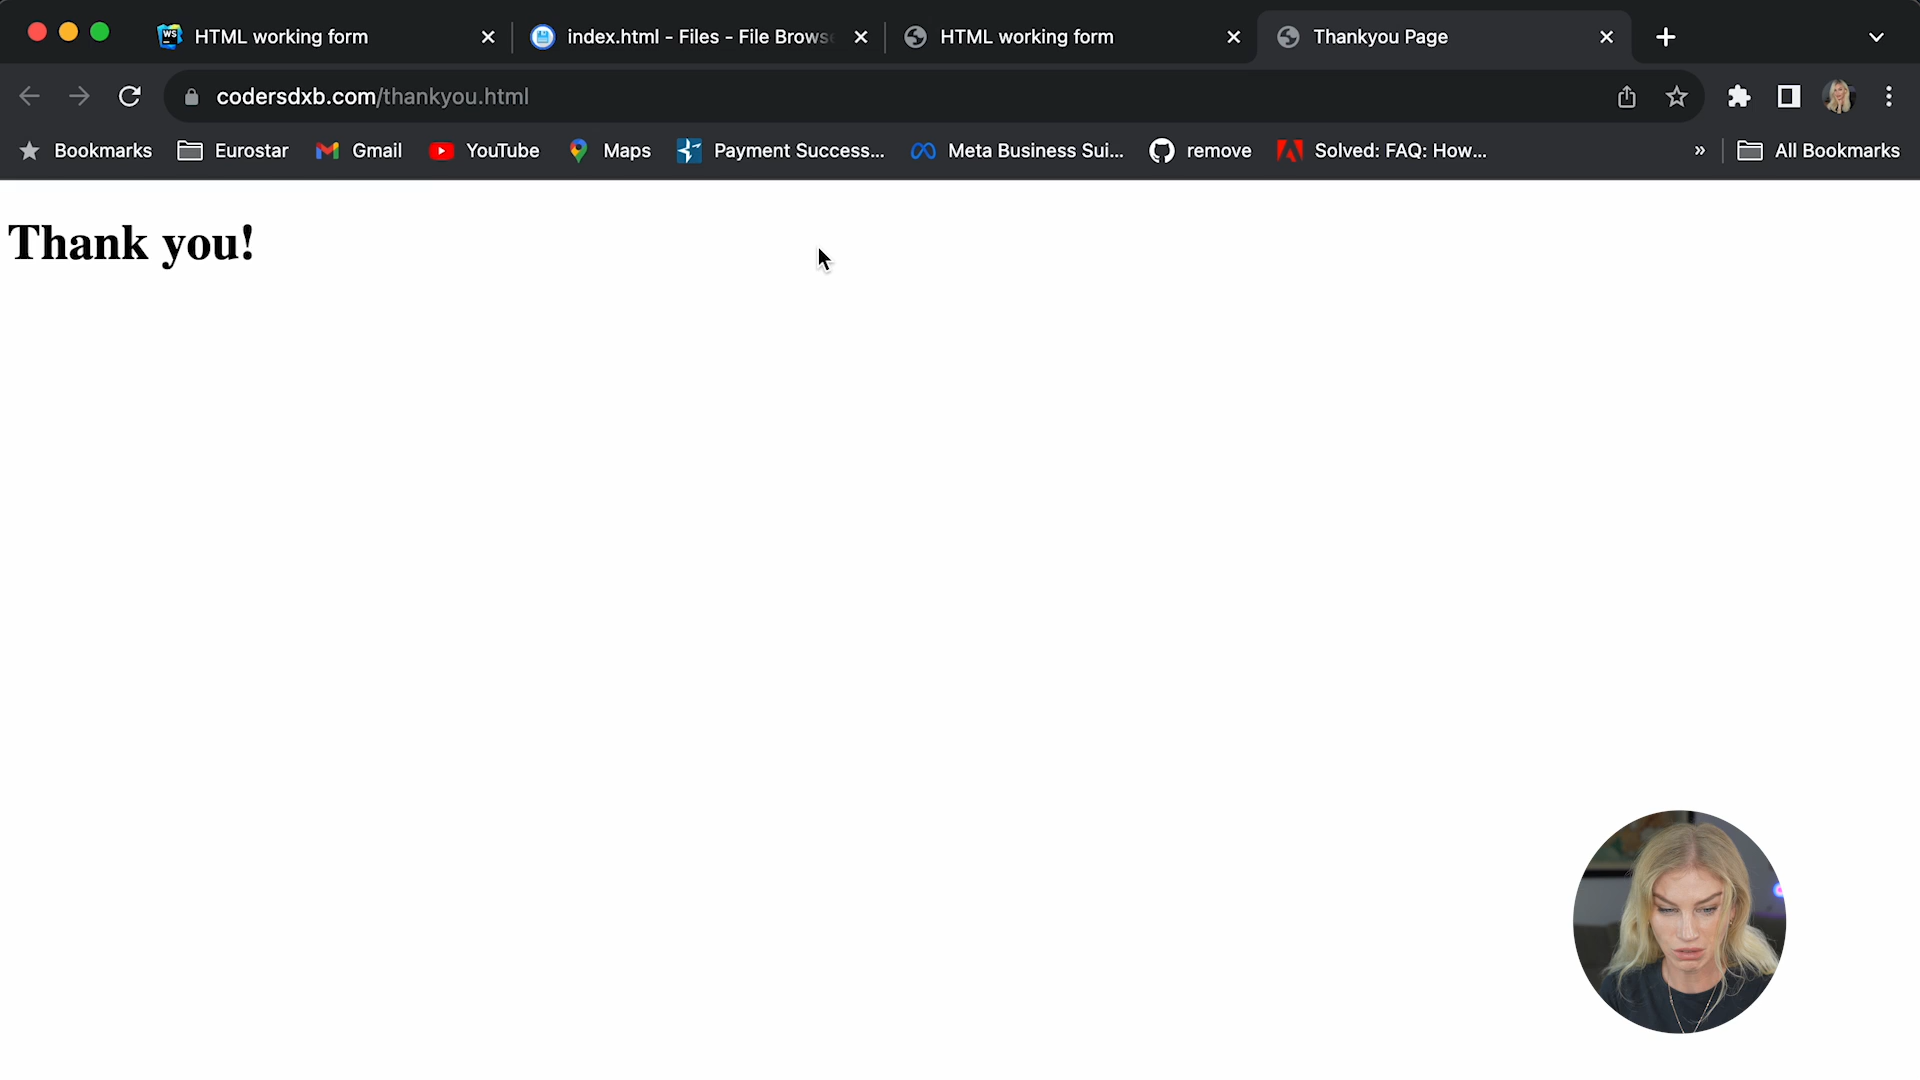 HTML working form
index.html - Files - File Brows
HTML working form
Thankyou Page
codersdxb.com/thankyou.html
Bookmarks
Eurostar
Gmail
YouTube
Maps
Payment Success...
Meta Business Sui...
remove
Solved: FAQ: How...
»
All Bookmarks
Thank you!